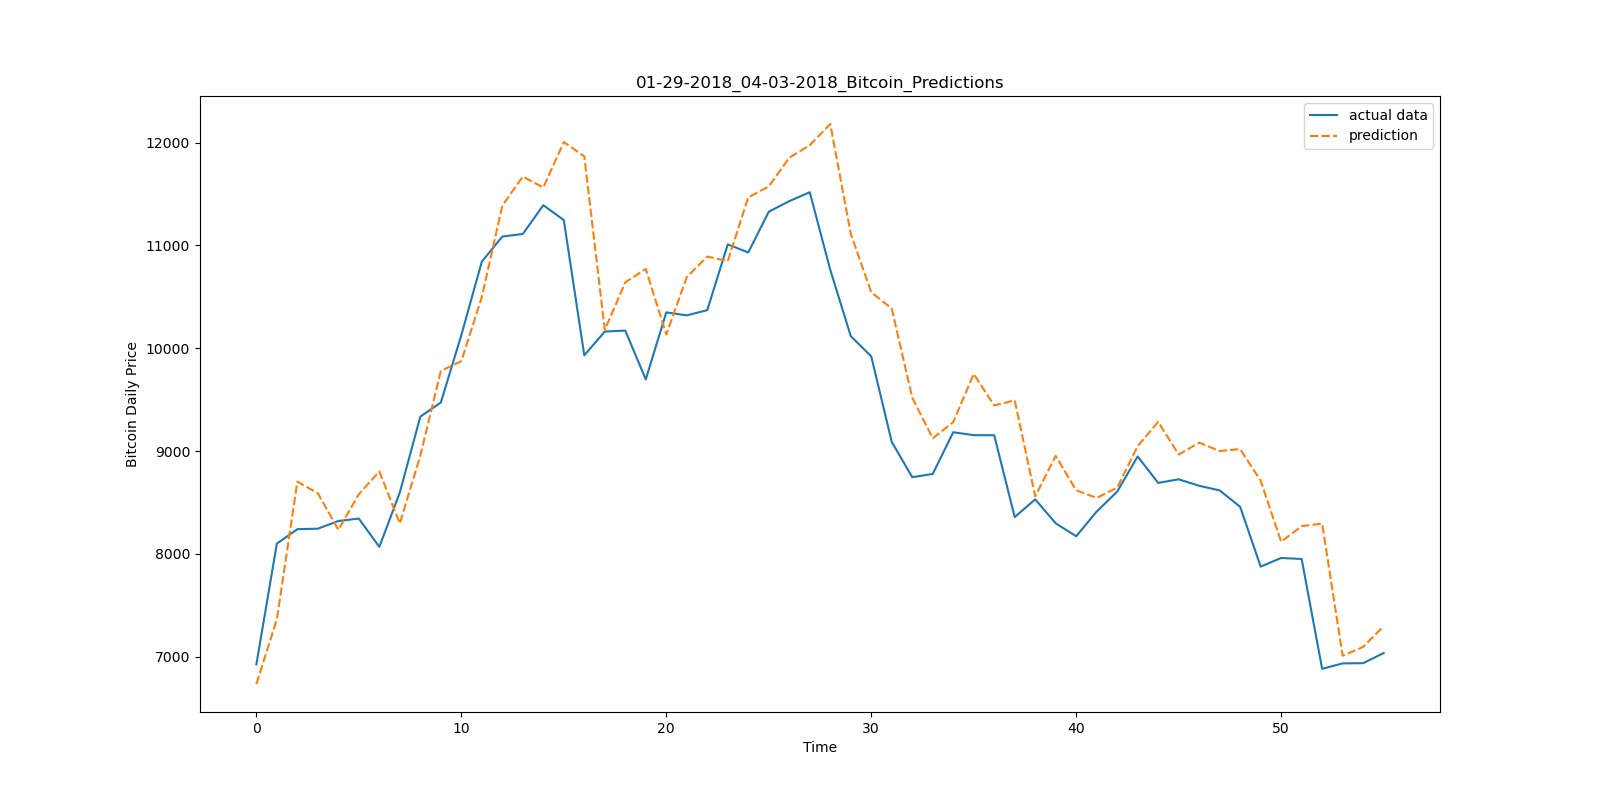 01-29-2018_04-03-2018_Bitcoin_Predictions
actual data
prediction
12000
11000
10000
9000
8000
7000
Bitcoin Daily Price
0 10 20 30 40 50
Time